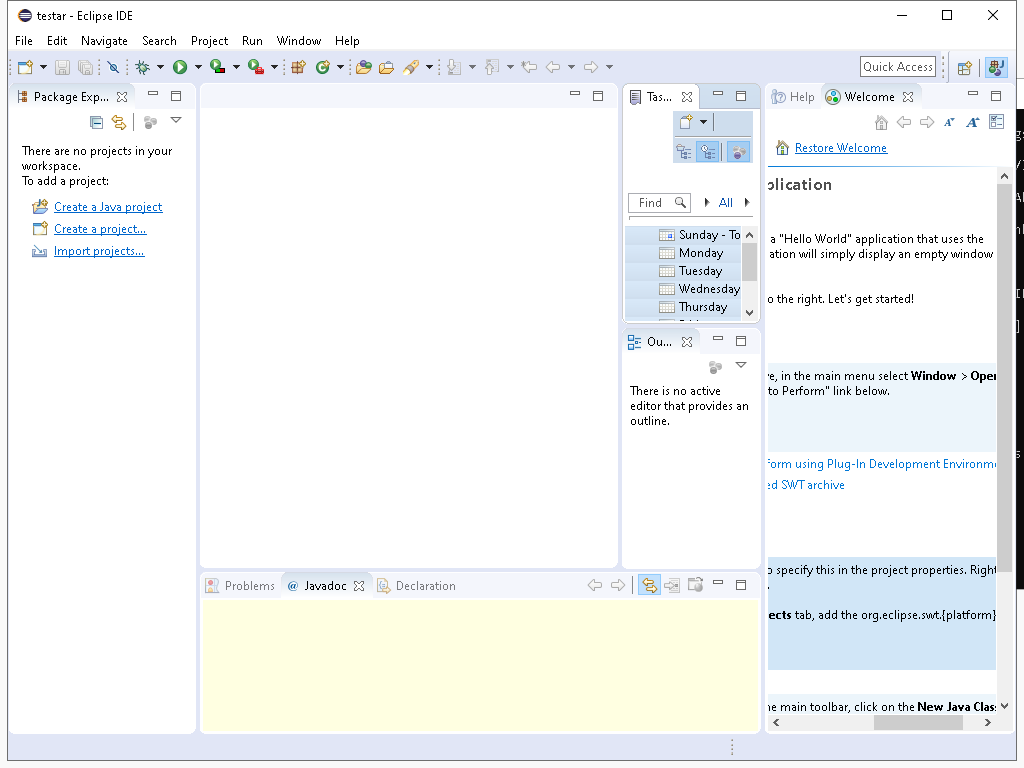 testar - Eclipse IDE
File Edit Navigate Search Project Run Window Help
Quick Access
Package Exp...
There are no projects in your
workspace.
To add a project:
Create a Java project
Create a project...
Import projects...
Tas...
Find
All
Sunday - To
Monday
Tuesday
Wednesday
Thursday
Ou...
There is no active
editor that provides an
outline.
Help Welcome
Restore Welcome
plication
a "Hello World" application that uses the
ation will simply display an empty window
o the right. Let's get started!
ve, in the main menu select Window > Open
to Perform" link below.
form using Plug-In Development Environme
ed SWT archive
o specify this in the project properties. Right
ects tab, add the org.eclipse.swt.{platform}
he main toolbar, click on the New Java Clas
Problems @ Javadoc Declaration